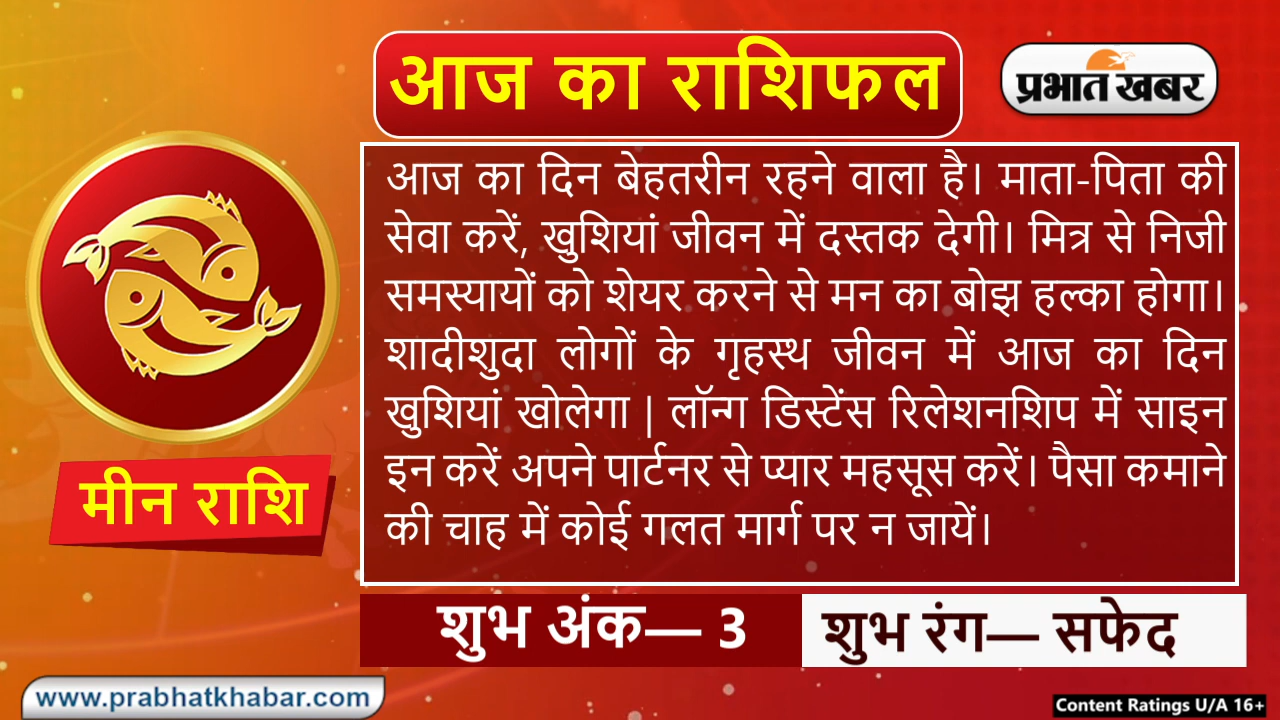 आज का राशिफल
प्रभात खबर
आज का दिन बेहतरीन रहने वाला है। माता-पिता की
सेवा करें, खुशियां जीवन में दस्तक देगी। मित्र से निजी
समस्यायों को शेयर करने से मन का बोझ हल्का होगा।
शादीशुदा लोगों के गृहस्थ जीवन में आज का दिन
खुशियां खोलेगा | लॉन्ग डिस्टेंस रिलेशनशिप में साइन
इन करें अपने पार्टनर से प्यार महसूस करें। पैसा कमाने
की चाह में कोई गलत मार्ग पर न जायें।
मीन राशि
शुभ अंक— 3
शुभ रंग— सफेद
www.prabhatkhabar.com
Content Ratings U/A 16+